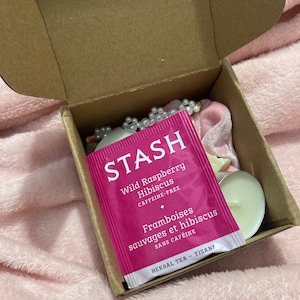 STASH
Wild Raspberry
Hibiscus
CAFFEINE-FREE
Framboises
sauvages et hibiscus
SANS CAFÉINE
HERBAL TEA – TISANE